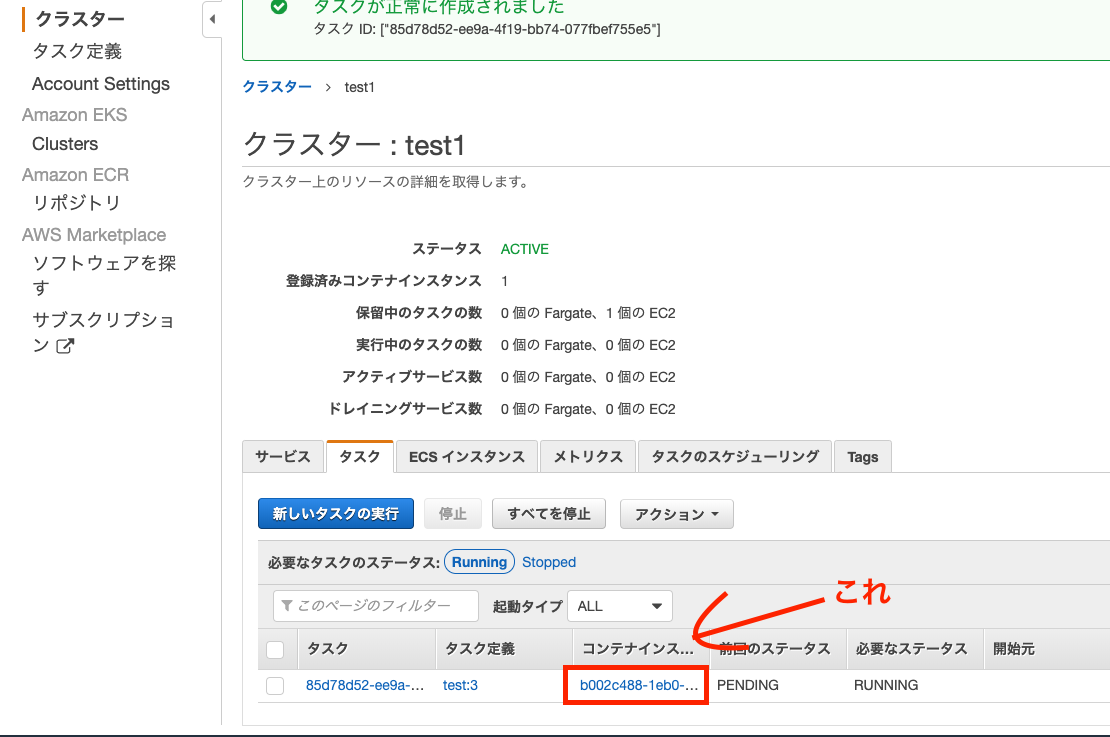 クラスター
タスク定義
Account Settings
Amazon EKS
Clusters
Amazon ECR
リポジトリ
AWS Marketplace
ソフトウェアを探
す
サブスクリプショ
ン
タスクが正常に作成されました
タスク ID: ["85d78d52-ee9a-4f19-bb74-077fbef755e5"]
クラスター > test1
クラスター : test1
クラスター上のリソースの詳細を取得します。
ステータス ACTIVE
登録済みコンテナインスタンス 1
保留中のタスクの数 0 個の Fargate、1 個の EC2
実行中のタスクの数 0 個の Fargate、0 個の EC2
アクティブサービス数 0 個の Fargate、0 個の EC2
ドレイニングサービス数 0 個の Fargate、0 個の EC2
サービス タスク ECS インスタンス メトリクス タスクのスケジューリング Tags
新しいタスクの実行 停止 すべてを停止 アクション
必要なタスクのステータス: Running Stopped
これ
このページのフィルター 起動タイプ ALL
タスク タスク定義 コンテナインス... 前回のステータス 必要なステータス 開始元
85d78d52-ee9a-... test:3 b002c488-1eb0-... PENDING RUNNING